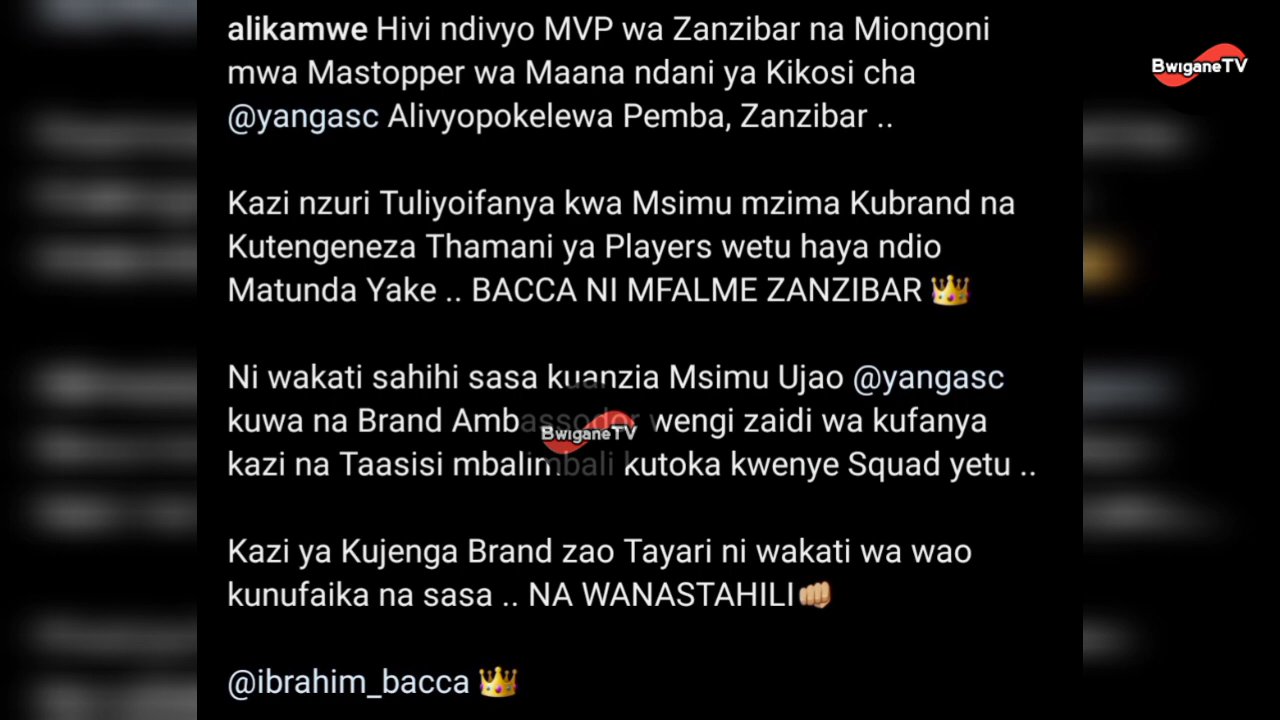 alikamwe Hivi ndivyo MVP wa Zanzibar na Miongoni
mwa Mastopper wa Maana ndani ya Kikosi cha
@yangasc Alivyopokelewa Pemba, Zanzibar ..
Kazi nzuri Tuliyoifanya kwa Msimu mzima Kubrand na
Kutengeneza Thamani ya Players wetu haya ndio
Matunda Yake .. BACCA NI MFALME ZANZIBAR 👑
Ni wakati sahihi sasa kuanzia Msimu Ujao @yangasc
kuwa na Brand Ambassodor wengi zaidi wa kufanya
kazi na Taasisi mbalimbali kutoka kwenye Squad yetu ..
Kazi ya Kujenga Brand zao Tayari ni wakati wa wao
kunufaika na sasa .. NA WANASTAHILI👊🏼
@ibrahim_bacca 👑
BwiganeTV
BwiganeTV